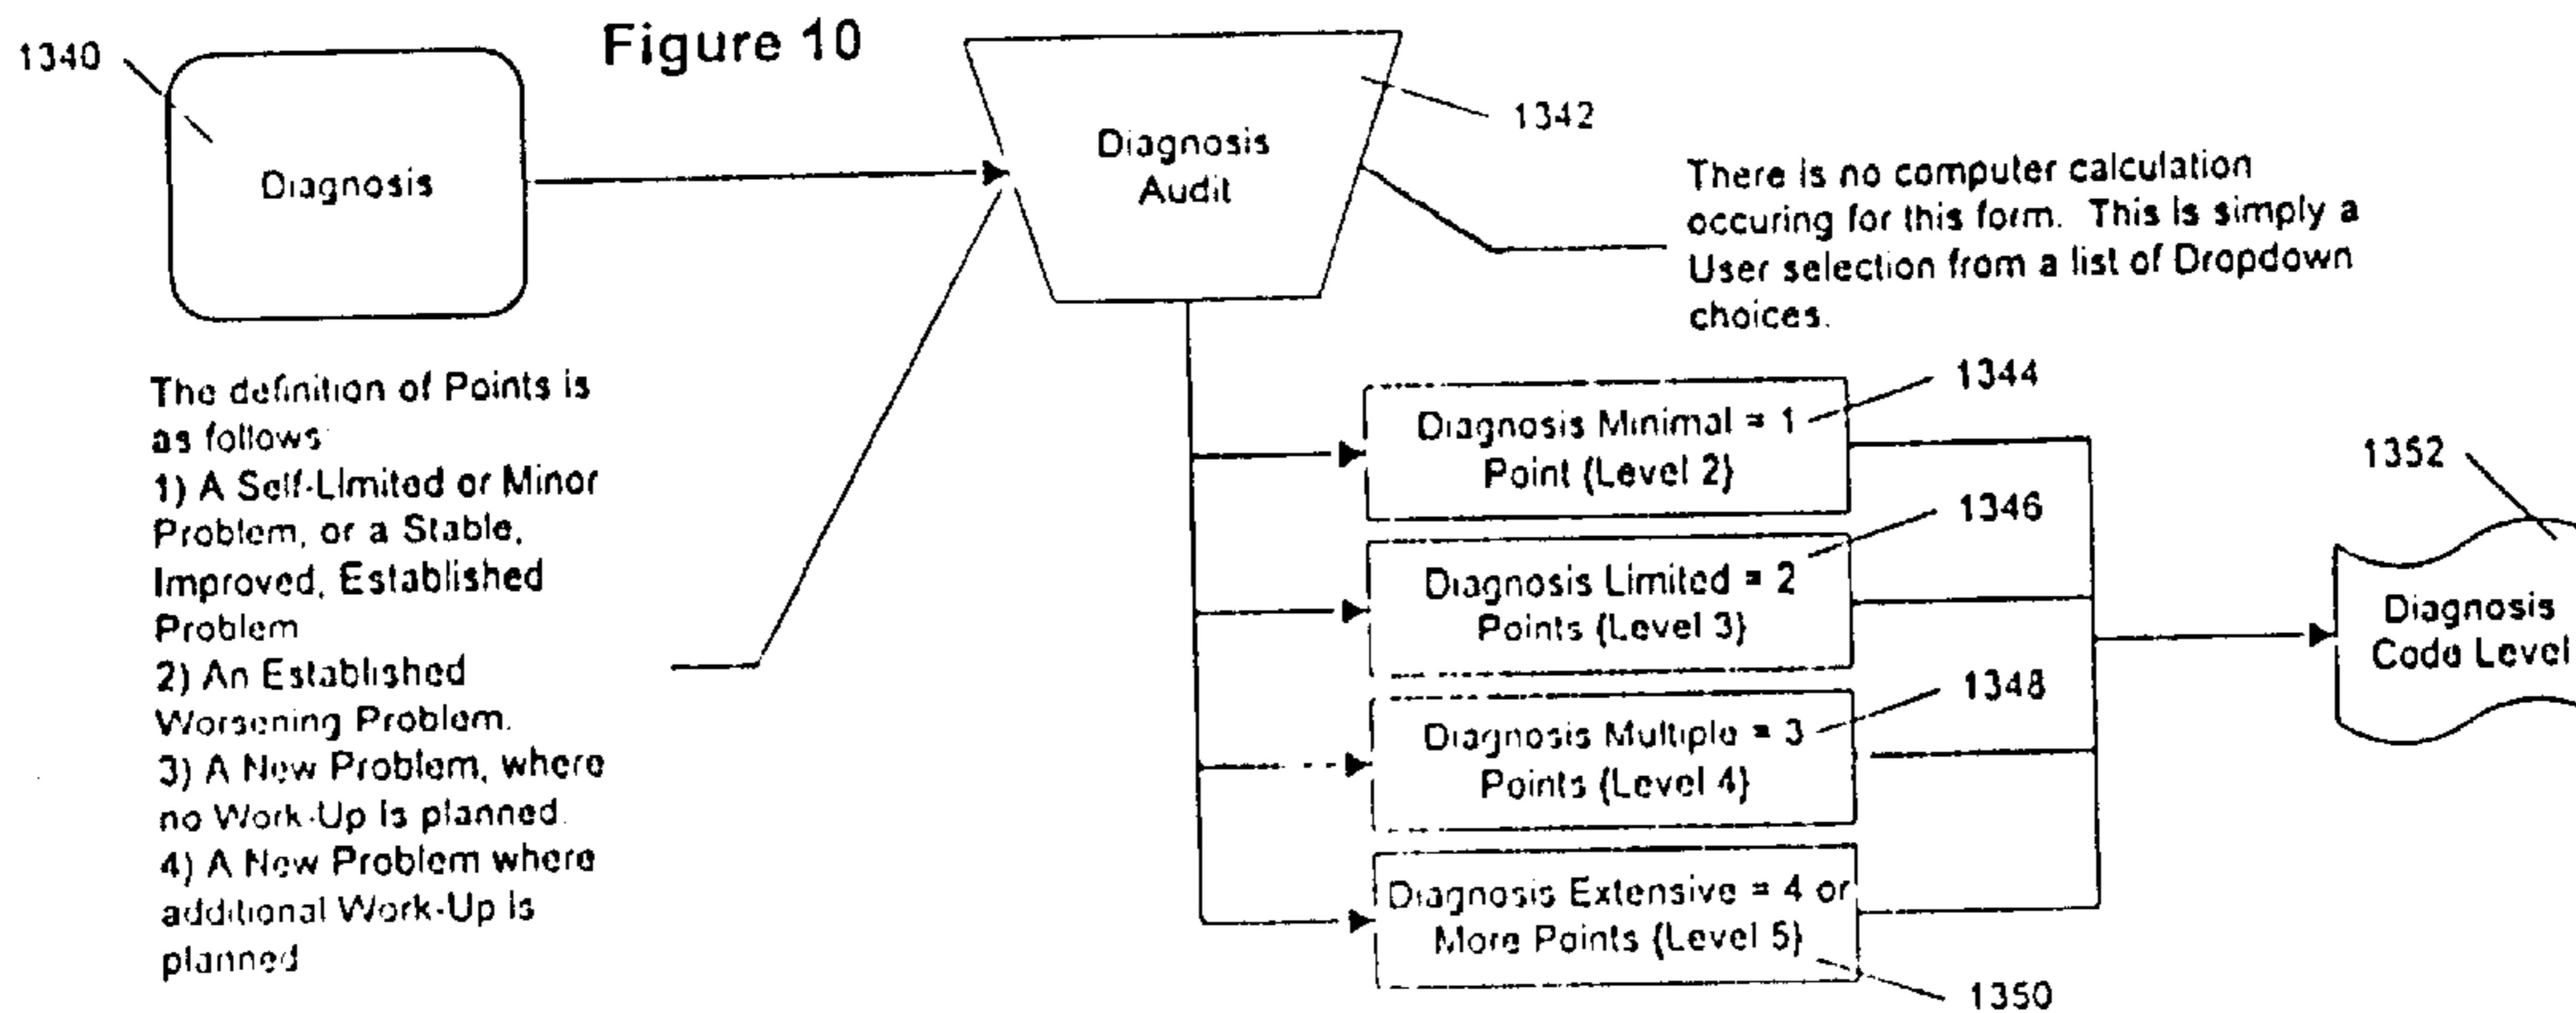 Figure 10
1340
Diagnosis
Diagnosis
Audit
1342
There is no computer calculation
occuring for this form. This is simply a
User selection from a list of Dropdown
choices.
The definition of Points is
as follows:
1) A Self-Limited or Minor
Problem, or a Stable,
Improved, Established
Problem
2) An Established
Worsening Problem.
3) A New Problem, where
no Work-Up is planned.
4) A New Problem where
additional Work-Up is
planned
Diagnosis Minimal = 1
Point (Level 2)
1344
Diagnosis Limited = 2
Points (Level 3)
1346
Diagnosis Multiple = 3
Points (Level 4)
1348
Diagnosis Extensive = 4 or
More Points (Level 5)
1350
1352
Diagnosis
Code Level